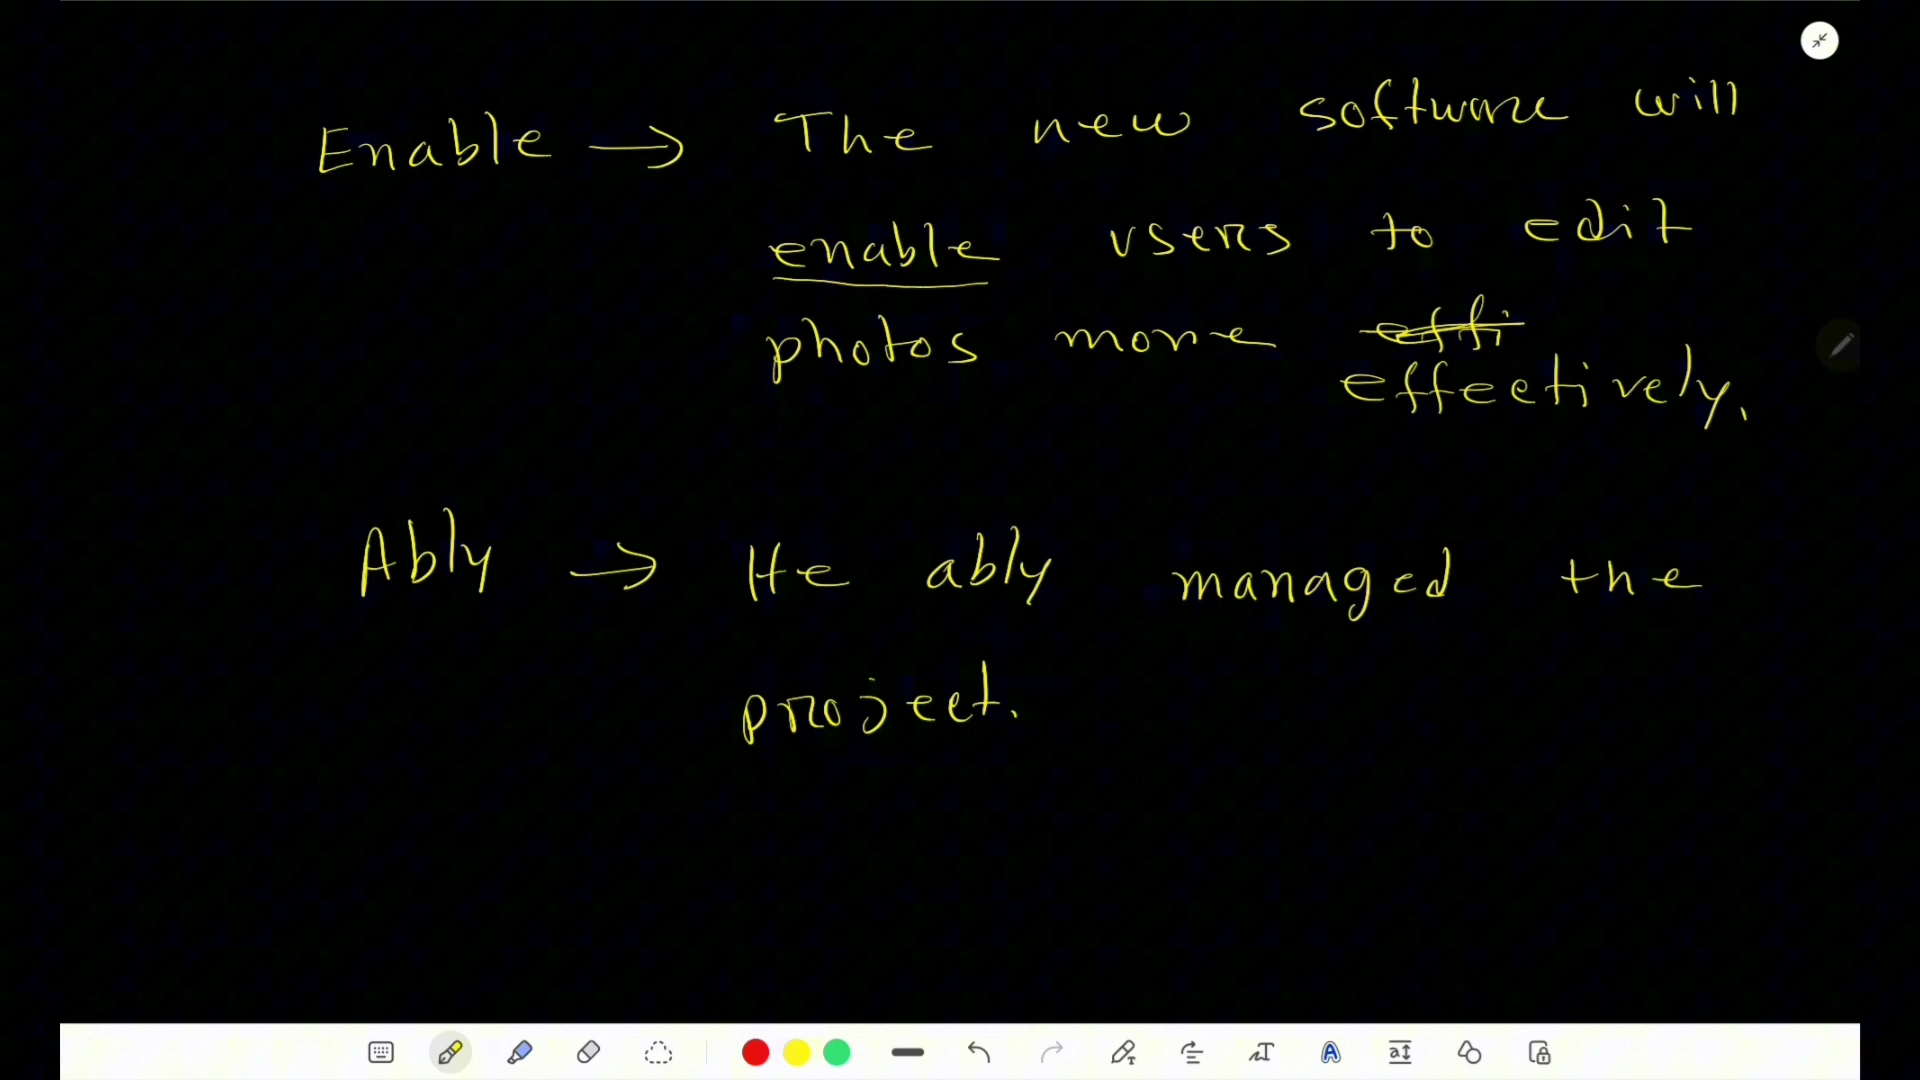 Enable → The new software will
enable users to edit
photos more effi
effectively.
Ably → He ably managed the
project.